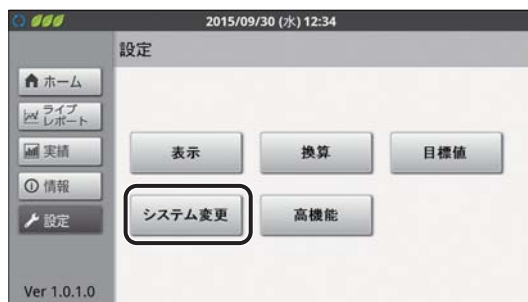 2015/09/30 (水) 12:34
設定
ホーム
ライブ
レポート
実績
情報
設定
表示
換算
目標値
システム変更
高機能
Ver 1.0.1.0